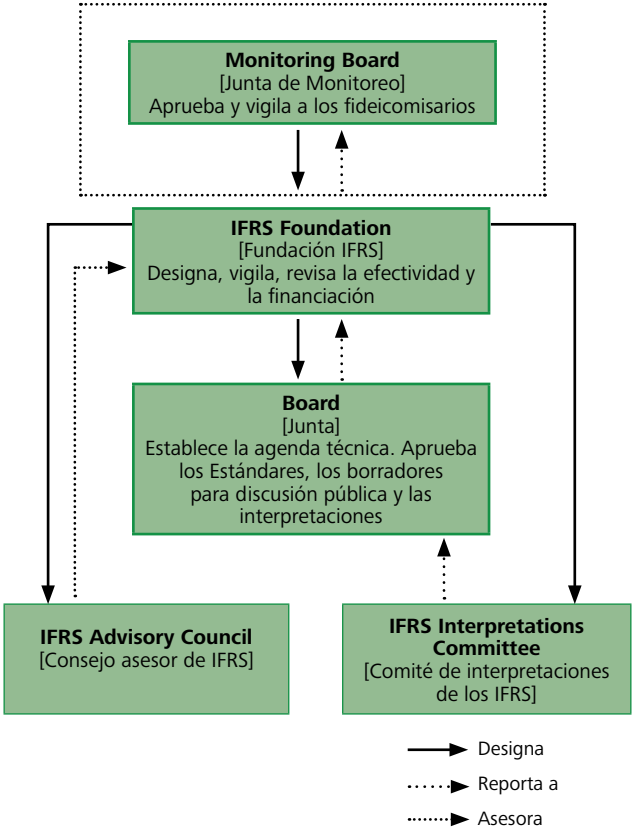 Monitoring Board
[Junta de Monitoreo]
Aprueba y vigila a los fideicomisarios
IFRS Foundation
[Fundación IFRS]
Designa, vigila, revisa la efectividad y
la financiación
Board
[Junta]
Establece la agenda técnica. Aprueba
los Estándares, los borradores
para discusión pública y las
interpretaciones
IFRS Advisory Council
[Consejo asesor de IFRS]
IFRS Interpretations
Committee
[Comité de interpretaciones
de los IFRS]
Designa
Reporta a
Asesora